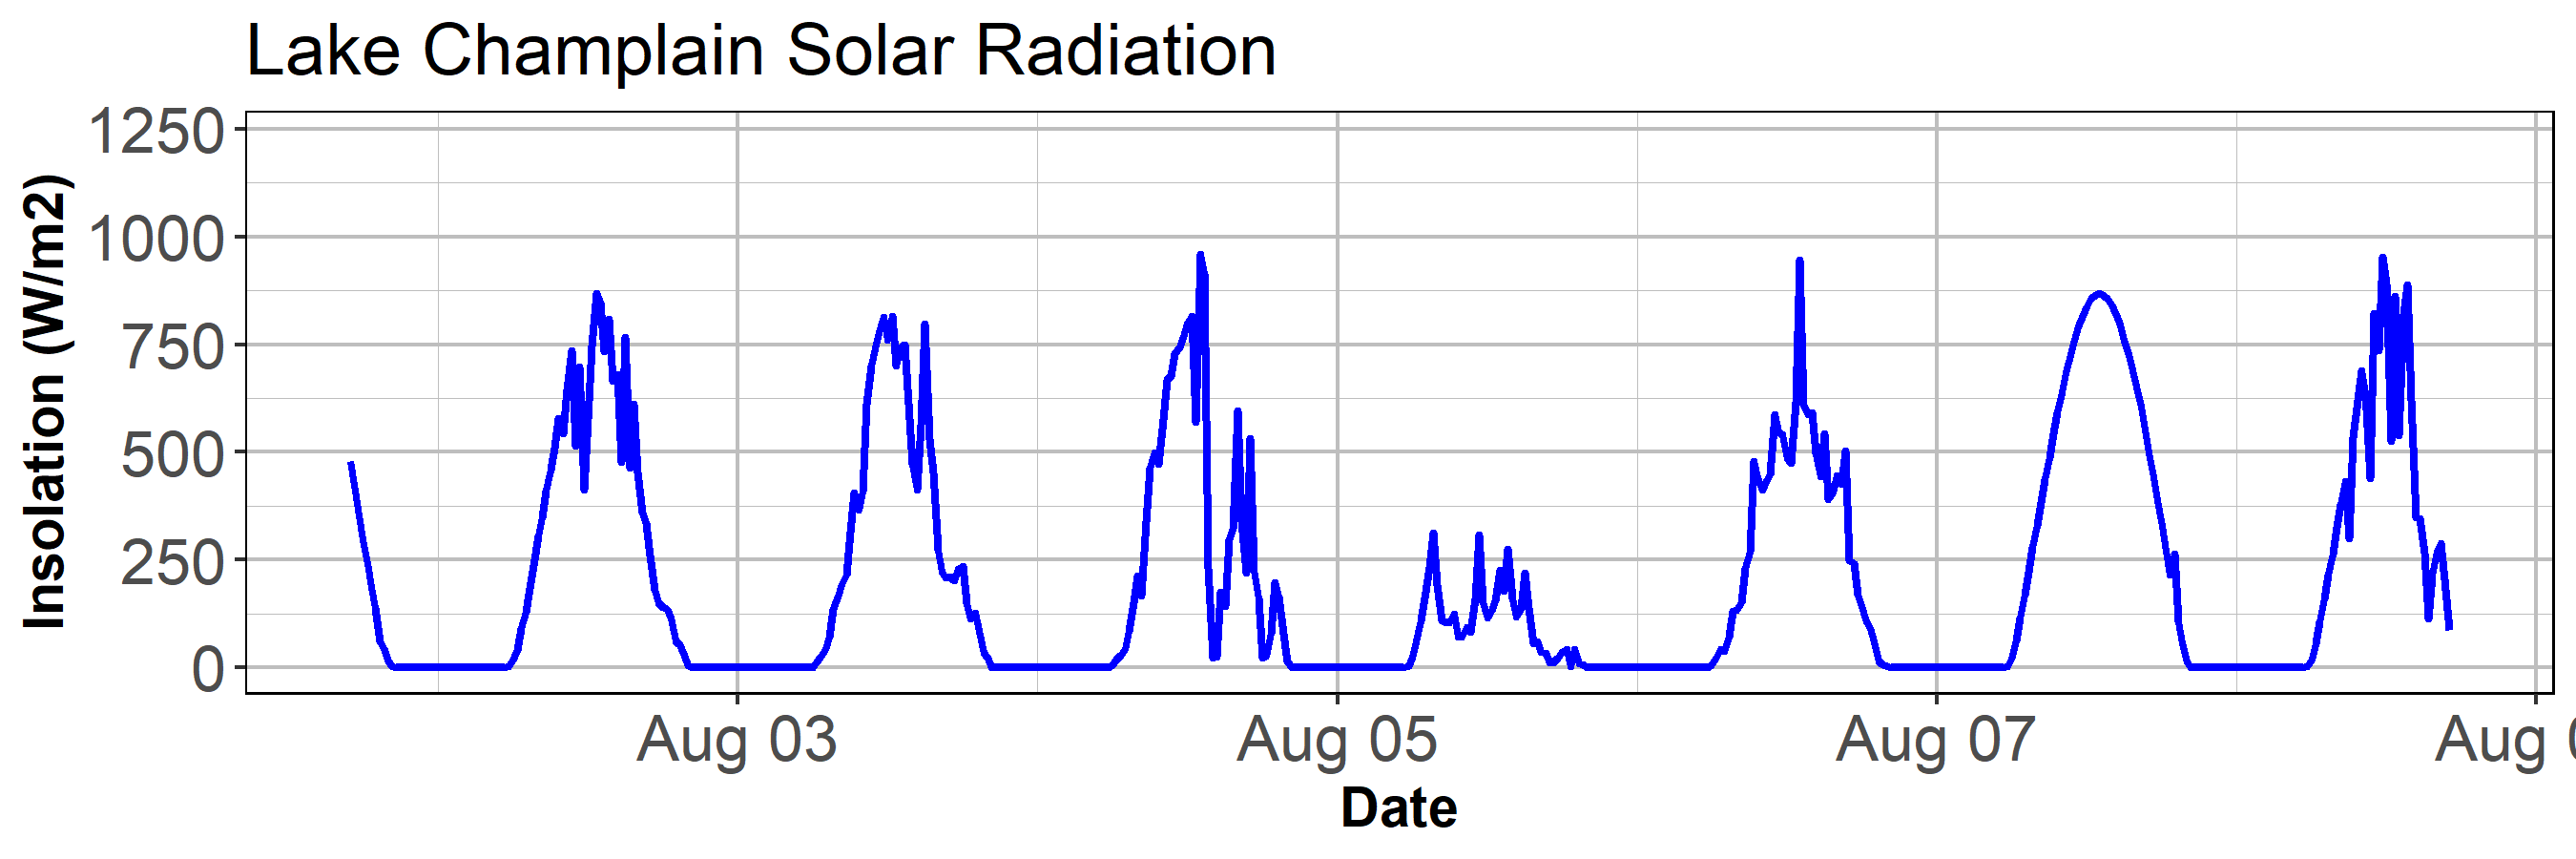 Lake Champlain Solar Radiation
1250
1000
750
500
250
0
Insolation (W/m2)
Aug 03 Aug 05 Aug 07 Aug
Date